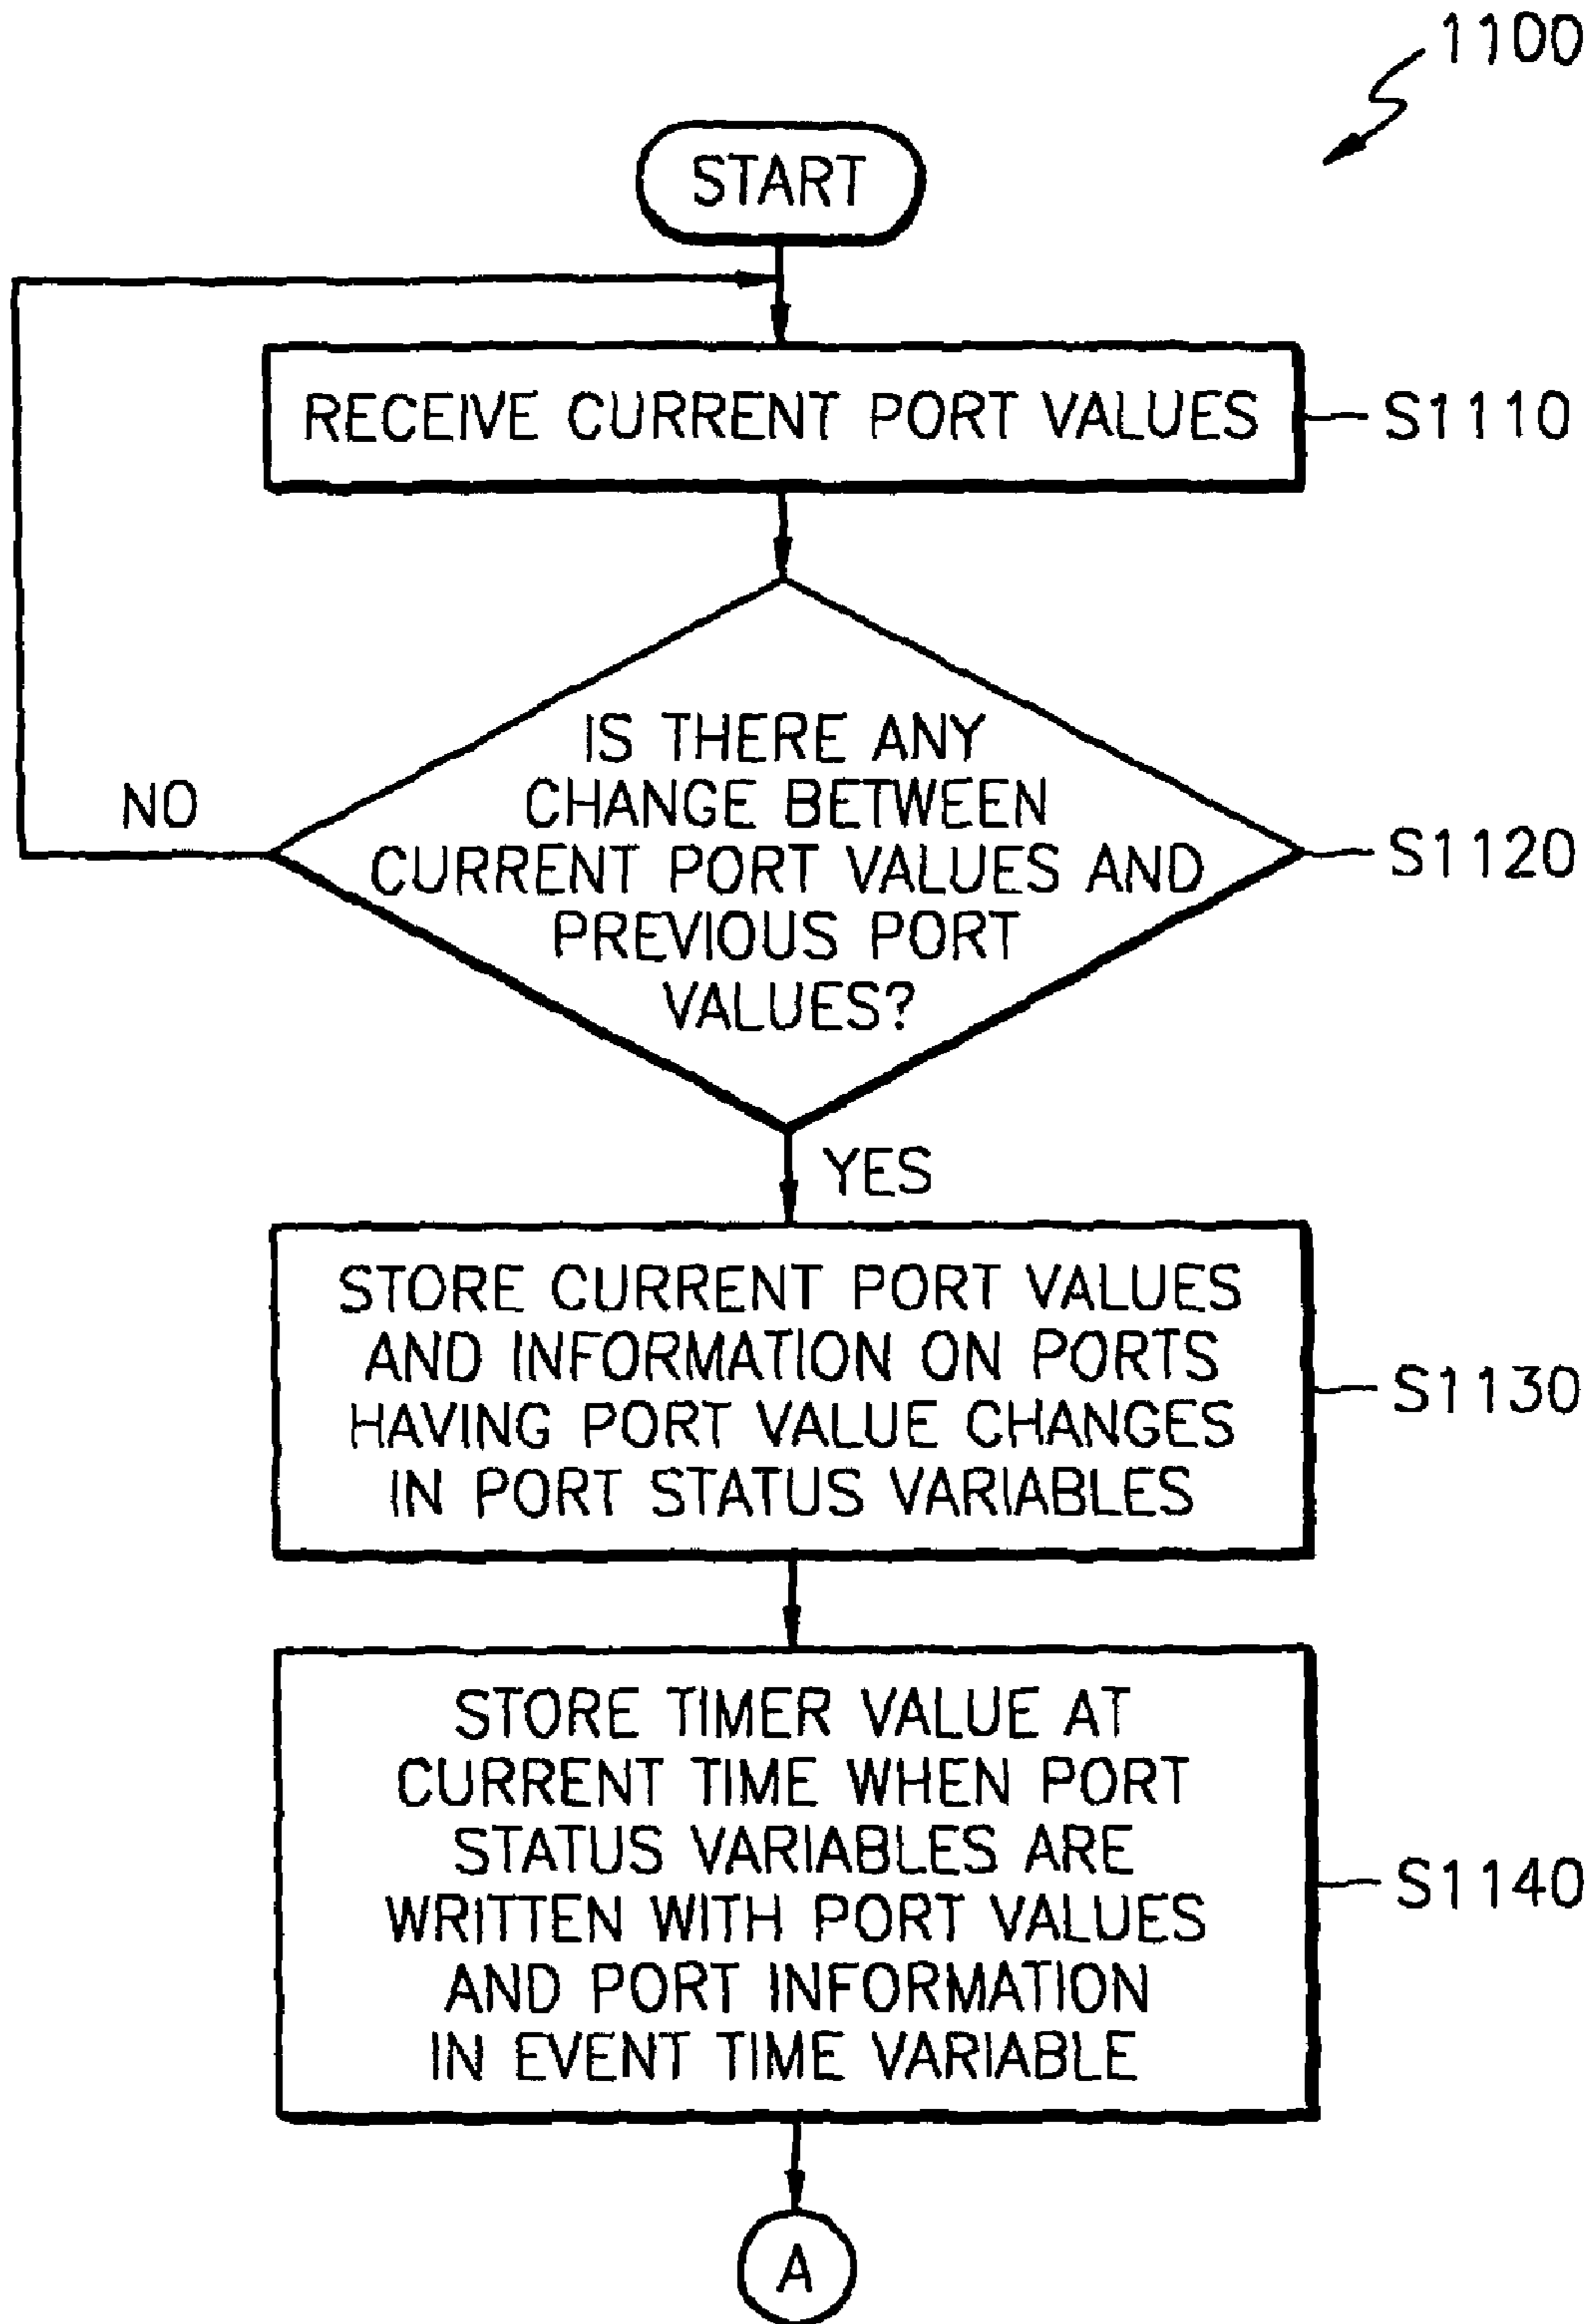 1100
START
RECEIVE CURRENT PORT VALUES
S1110
IS THERE ANY
CHANGE BETWEEN
CURRENT PORT VALUES AND
PREVIOUS PORT
VALUES?
NO
S1120
YES
STORE CURRENT PORT VALUES
AND INFORMATION ON PORTS
HAVING PORT VALUE CHANGES
IN PORT STATUS VARIABLES
S1130
STORE TIMER VALUE AT
CURRENT TIME WHEN PORT
STATUS VARIABLES ARE
WRITTEN WITH PORT VALUES
AND PORT INFORMATION
IN EVENT TIME VARIABLE
S1140
A